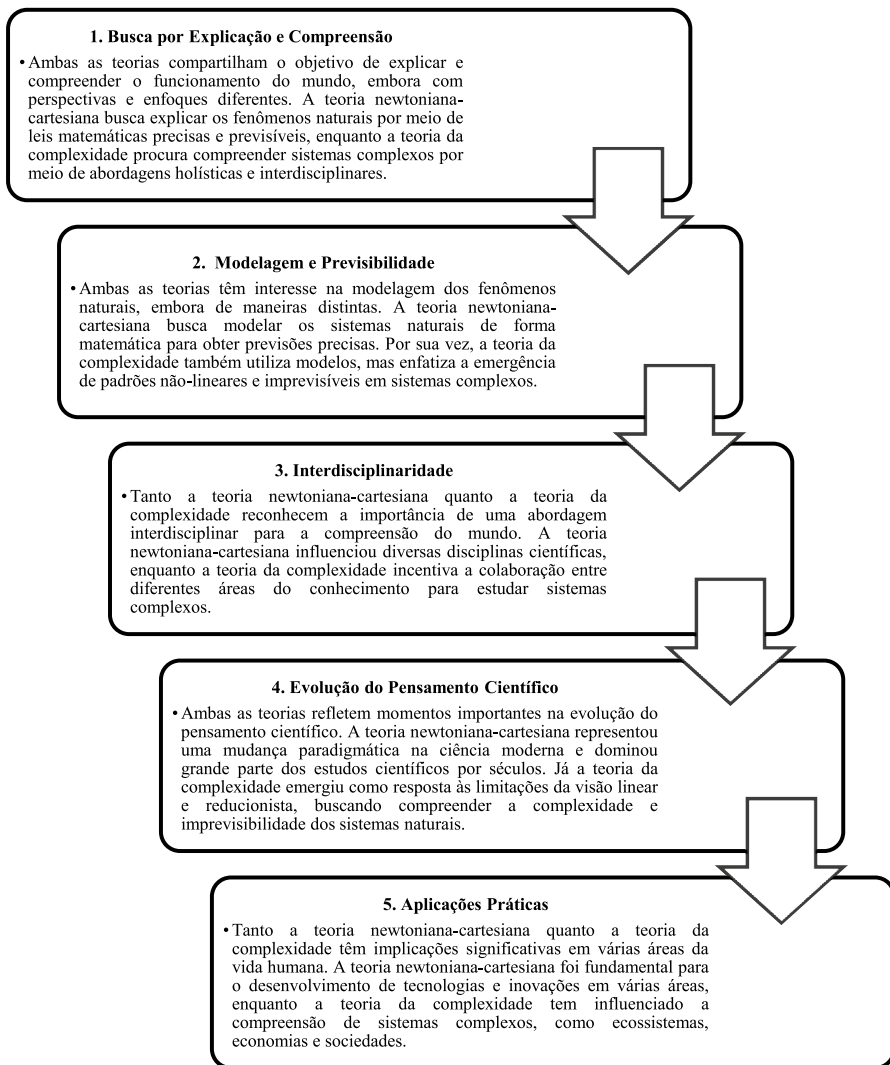 1. Busca por Explicação e Compreensão
• Ambas as teorias compartilham o objetivo de explicar e
compreender o funcionamento do mundo, embora com
perspectivas e enfoques diferentes. A teoria newtoniana-
cartesiana busca explicar os fenômenos naturais por meio de
leis matemáticas precisas e previsíveis, enquanto a teoria da
complexidade procura compreender sistemas complexos por
meio de abordagens holísticas e interdisciplinares.
2. Modelagem e Previsibilidade
• Ambas as teorias têm interesse na modelagem dos fenômenos
naturais, embora de maneiras distintas. A teoria newtoniana-
cartesiana busca modelar os sistemas naturais de forma
matemática para obter previsões precisas. Por sua vez, a teoria da
complexidade também utiliza modelos, mas enfatiza a emergência
de padrões não-lineares e imprevisíveis em sistemas complexos.
3. Interdisciplinaridade
• Tanto a teoria newtoniana-cartesiana quanto a teoria da
complexidade reconhecem a importância de uma abordagem
interdisciplinar para a compreensão do mundo. A teoria
newtoniana-cartesiana influenciou diversas disciplinas científicas,
enquanto a teoria da complexidade incentiva a colaboração entre
diferentes áreas do conhecimento para estudar sistemas
complexos.
4. Evolução do Pensamento Científico
• Ambas as teorias refletem momentos importantes na evolução do
pensamento científico. A teoria newtoniana-cartesiana representou
uma mudança paradigmática na ciência moderna e dominou
grande parte dos estudos científicos por séculos. Já a teoria da
complexidade emergiu como resposta às limitações da visão linear
e reducionista, buscando compreender a complexidade e
imprevisibilidade dos sistemas naturais.
5. Aplicações Práticas
• Tanto a teoria newtoniana-cartesiana quanto a teoria da
complexidade têm implicações significativas em várias áreas da
vida humana. A teoria newtoniana-cartesiana foi fundamental para
o desenvolvimento de tecnologias e inovações em várias áreas,
enquanto a teoria da complexidade tem influenciado a
compreensão de sistemas complexos, como ecossistemas,
economias e sociedades.